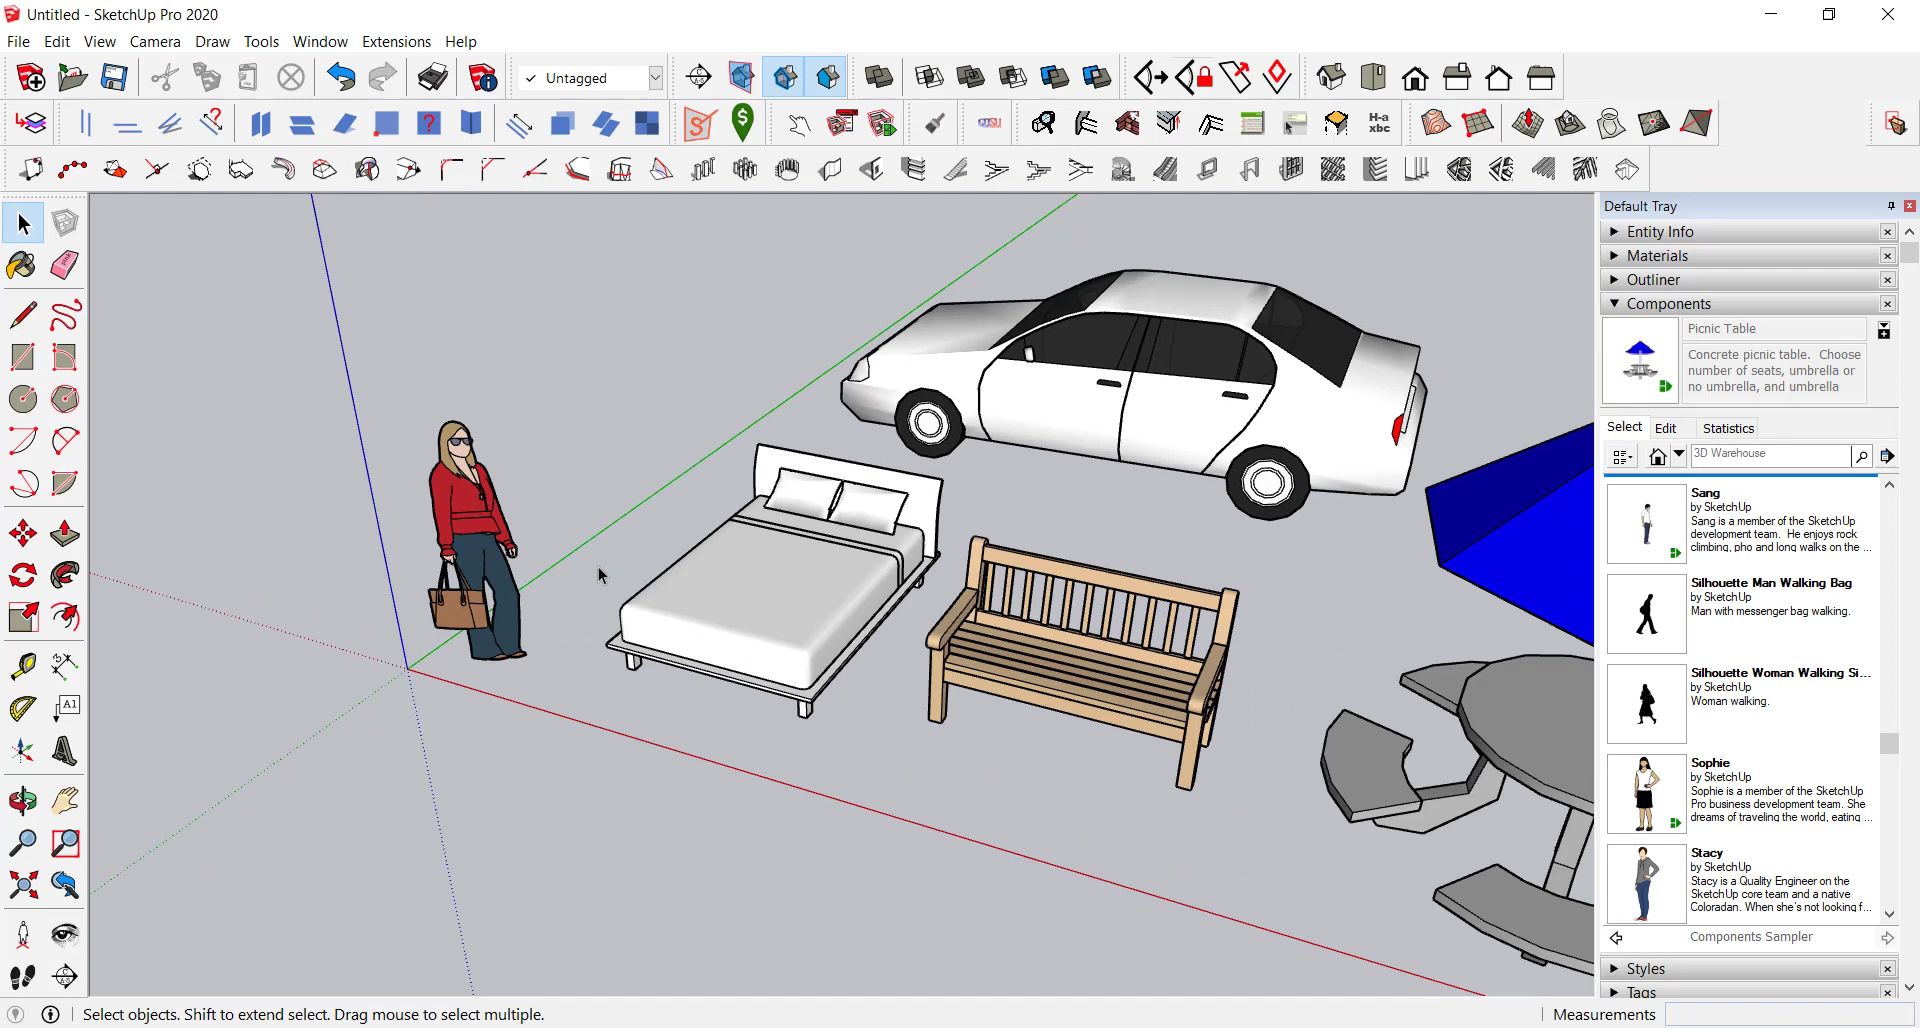 Untitled - SketchUp Pro 2020
File Edit View Camera Draw Tools Window Extensions Help
✓ Untagged
H-a
xbc
Default Tray
Entity Info
Materials
Outliner
Components
Picnic Table
Concrete picnic table. Choose
number of seats, umbrella or
no umbrella, and umbrella
Select Edit Statistics
3D Warehouse
Sang
by SketchUp
Sang is a member of the SketchUp
development team. He enjoys rock
climbing, pho and long walks on the ...
Silhouette Man Walking Bag
by SketchUp
Man with messenger bag walking.
Silhouette Woman Walking Si...
by SketchUp
Woman walking.
Sophie
by SketchUp
Sophie is a member of the SketchUp
Pro business development team. She
dreams of traveling the world, eating ...
Stacy
by SketchUp
Stacy is a Quality Engineer on the
SketchUp core team and a native
Coloradan. When she's not looking f...
Components Sampler
Styles
Tags
A1
Select objects. Shift to extend select. Drag mouse to select multiple.
Measurements